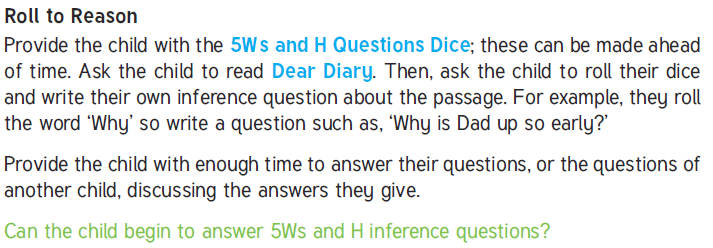 Roll to Reason
Provide the child with the 5Ws and H Questions Dice; these can be made ahead
of time. Ask the child to read Dear Diary. Then, ask the child to roll their dice
and write their own inference question about the passage. For example, they roll
the word ‘Why’ so write a question such as, ‘Why is Dad up so early?’
Provide the child with enough time to answer their questions, or the questions of
another child, discussing the answers they give.
Can the child begin to answer 5Ws and H inference questions?